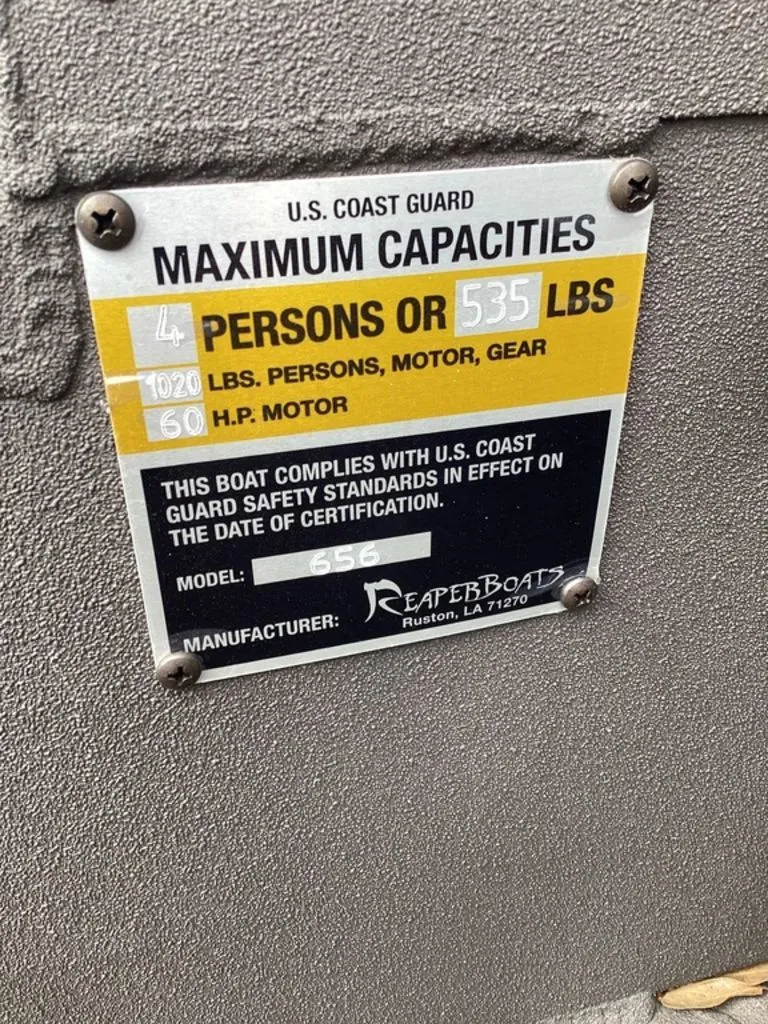 U.S. COAST GUARD
MAXIMUM CAPACITIES
4 PERSONS OR 535 LBS
1020 LBS. PERSONS, MOTOR, GEAR
60 H.P. MOTOR
THIS BOAT COMPLIES WITH U.S. COAST
GUARD SAFETY STANDARDS IN EFFECT ON
THE DATE OF CERTIFICATION.
MODEL: 656
MANUFACTURER: REAPERBOATS
Ruston, LA 71270